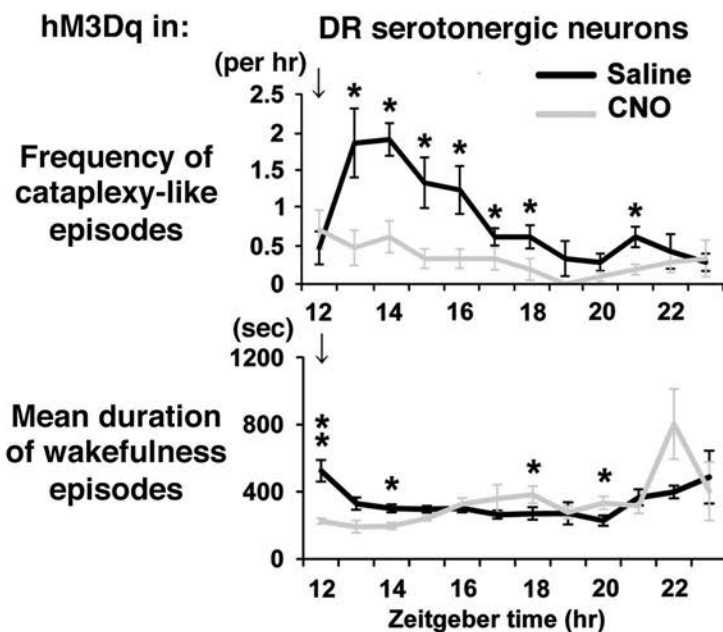 hM3Dq in: DR serotonergic neurons
(per hr)
↓
Saline
CNO
Frequency of
cataplexy-like
episodes
2.5
2
1.5
1
0.5
0
* * * * * * *
12 14 16 18 20 22
(sec)
↓
Mean duration
of wakefulness
episodes
1200
800
400
0
*
* * * *
12 14 16 18 20 22
Zeitgeber time (hr)